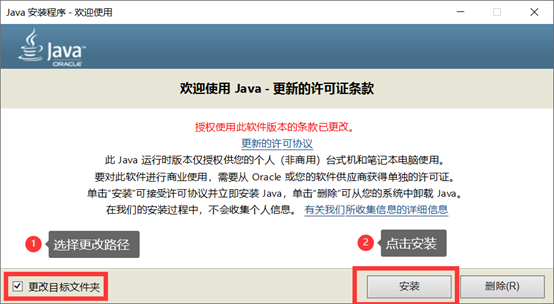 Java 安装程序 - 欢迎使用
Java
ORACLE
欢迎使用 Java - 更新的许可证条款
授权使用此软件版本的条款已更改。
更新的许可协议
此 Java 运行时版本仅授权供您的个人（非商用）台式机和笔记本电脑使用。
要对此软件进行商业使用，需要从 Oracle 或您的软件供应商获得单独的许可证。
单击“安装”可接受许可协议并立即安装 Java，单击“删除”可从您的系统中卸载 Java。
在我们的安装过程中，不会收集个人信息。 有关我们所收集信息的详细信息
1 选择更改路径
2 点击安装
更改目标文件夹
安装
删除(R)